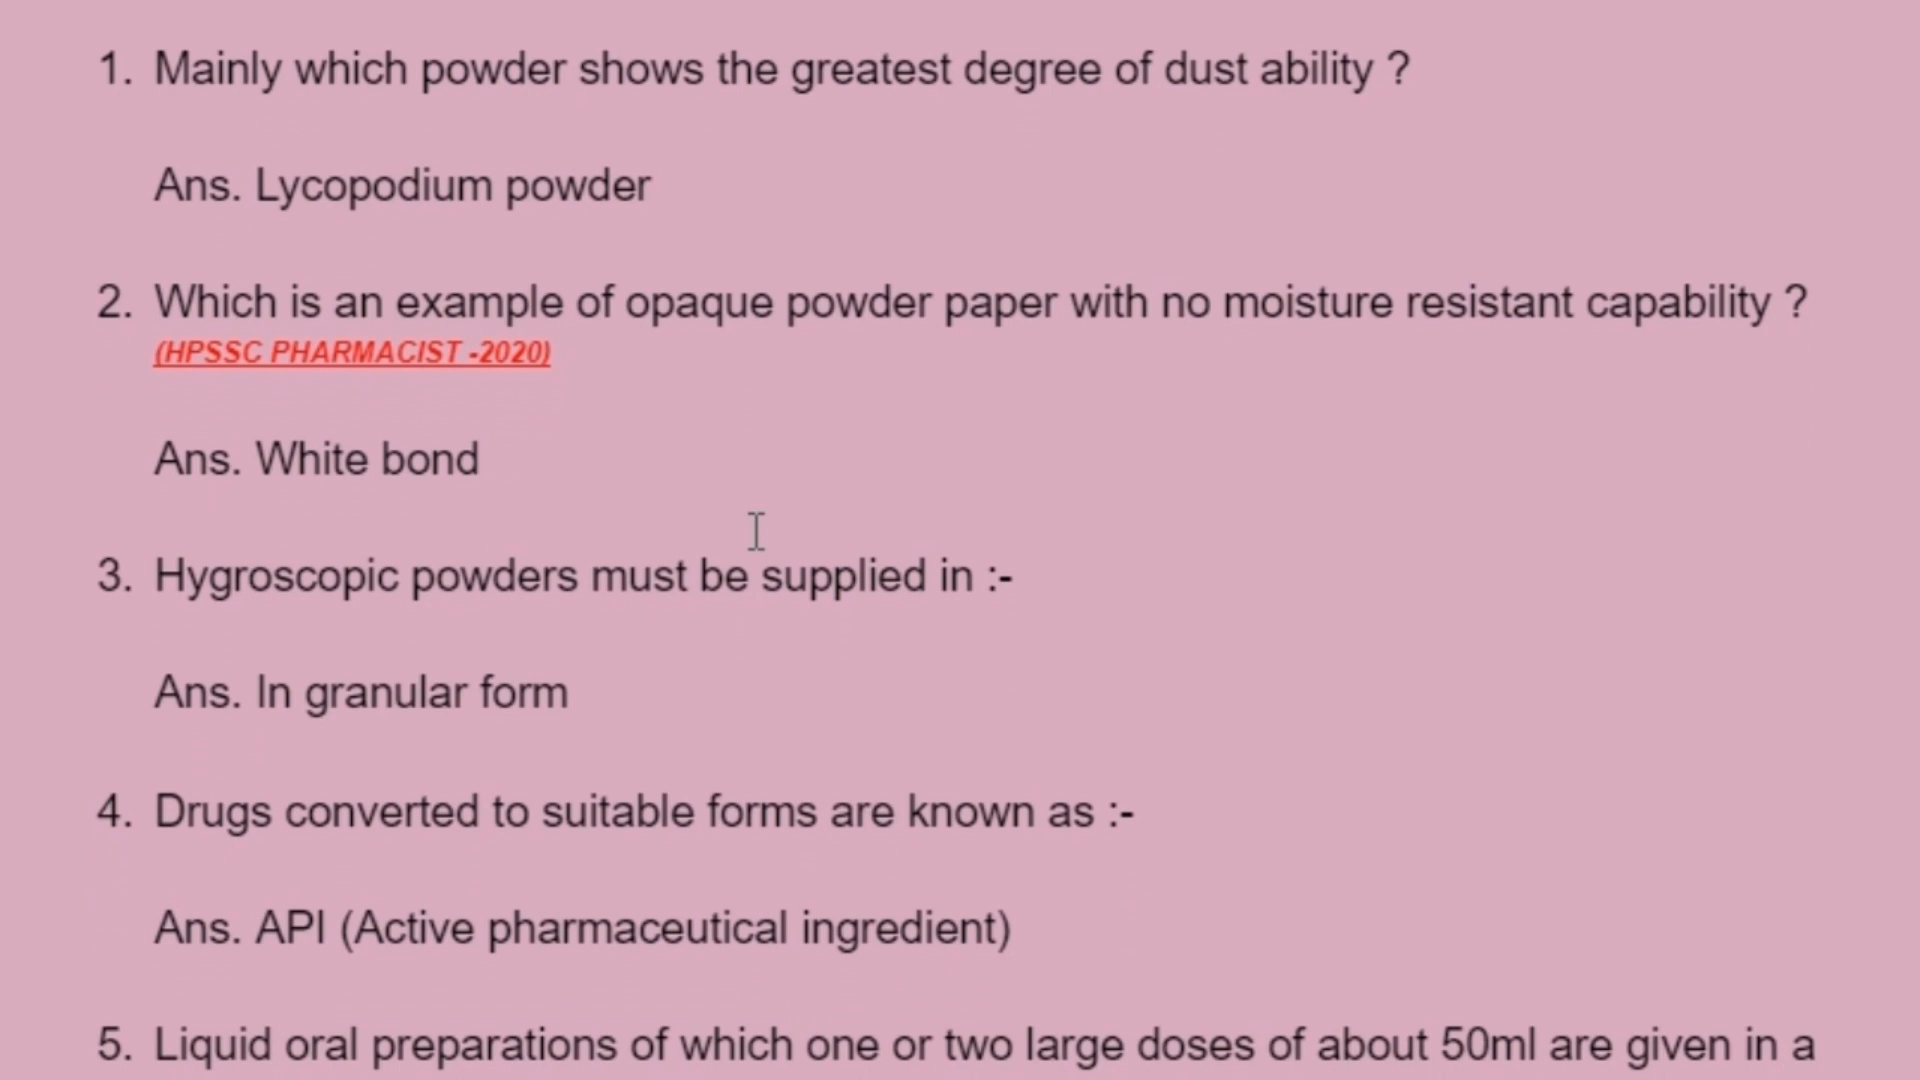 1. Mainly which powder shows the greatest degree of dust ability ?
Ans. Lycopodium powder
2. Which is an example of opaque powder paper with no moisture resistant capability ?
(HPSSC PHARMACIST -2020)
Ans. White bond
3. Hygroscopic powders must be supplied in :-
Ans. In granular form
4. Drugs converted to suitable forms are known as :-
Ans. API (Active pharmaceutical ingredient)
5. Liquid oral preparations of which one or two large doses of about 50ml are given in a